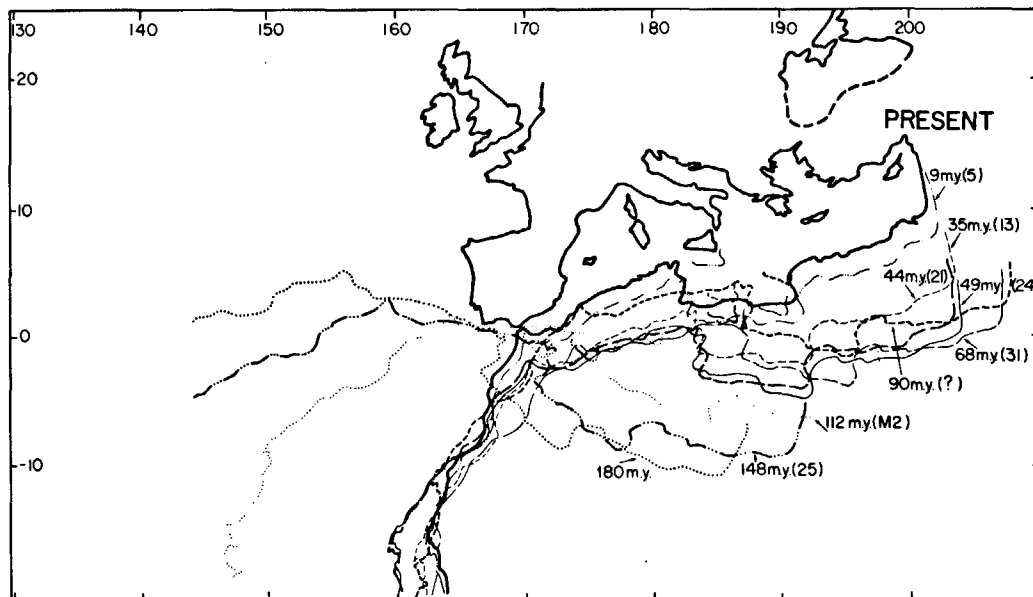 130 140 150 160 170 180 190 200
-20
PRESENT
9my.(5)
-10
35m.y.(13)
44my.(21) 49my. (24)
-0
68my.(31)
90m.y.(?)
112 m.y.(M2)
-10
180m.y. 148my.(25)